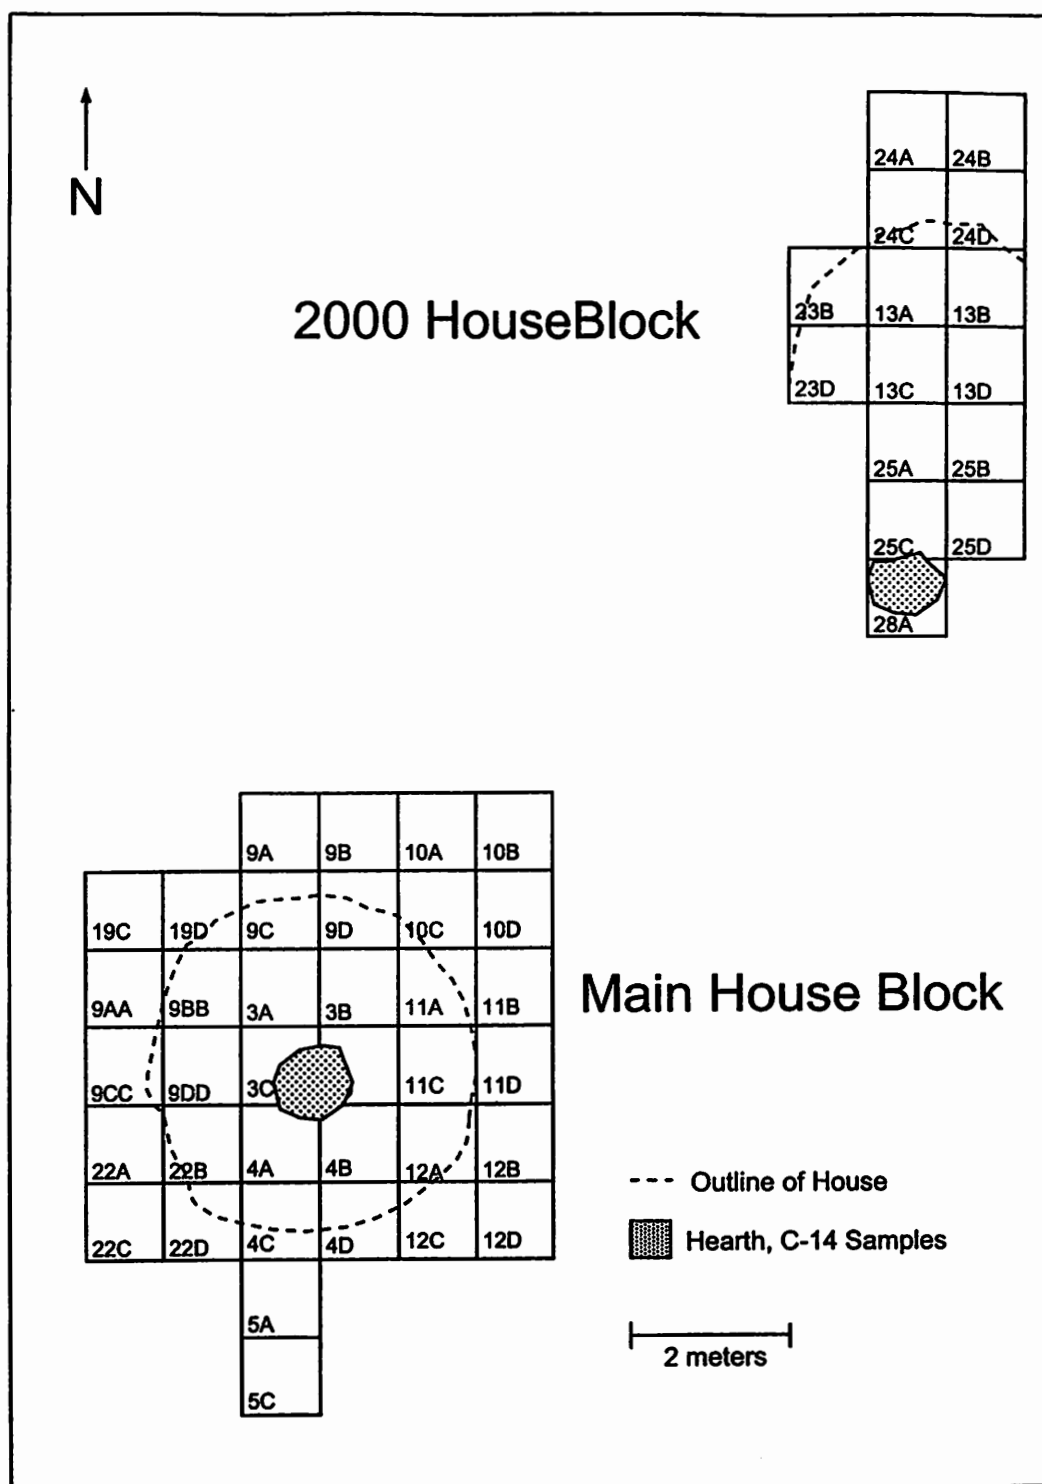 24A 24B
N
24C 24D
2000 HouseBlock
23B 13A 13B
23D 13C 13D
25A 25B
25C 25D
28A
9A 9B 10A 10B
19C 19D 9C 9D 10C 10D
Main House Block
9AA 9BB 3A 3B 11A 11B
9CC 9DD 3C 11C 11D
22A 22B 4A 4B 12A 12B
Outline of House
22C 22D 4C 4D 12C 12D
Hearth, C-14 Samples
5A
2 meters
5C